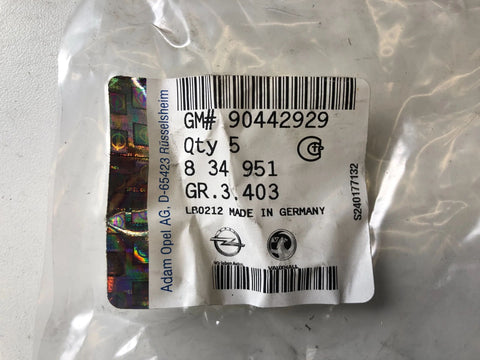 Adam Opel AG. D-65423 Rüsselsheim
GM# 90442929
Qty 5
8 34 951
GR.3.403
LB0212 MADE IN GERMANY
S240177132
VAUXHALL